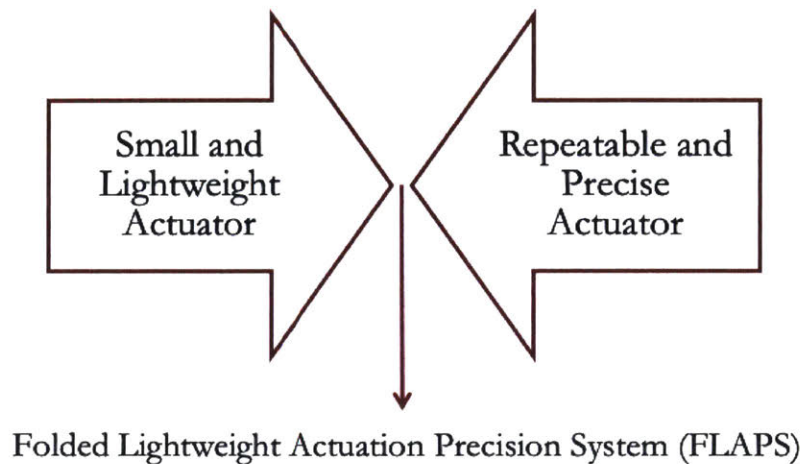 Small and
Lightweight
Actuator
Repeatable and
Precise
Actuator
Folded Lightweight Actuation Precision System (FLAPS)